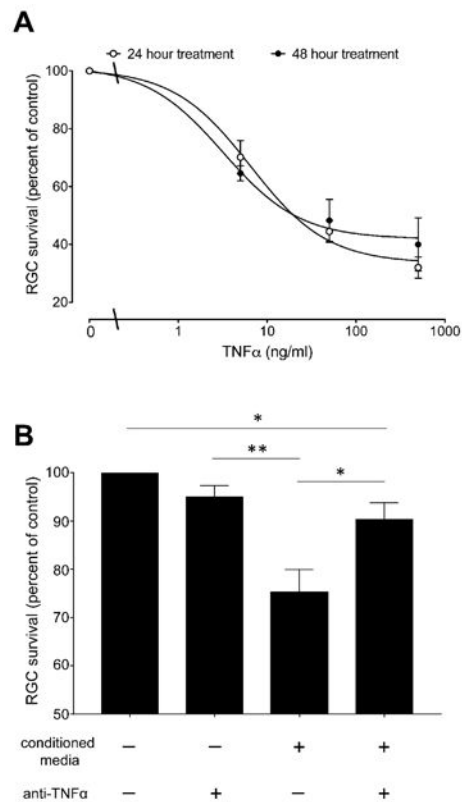 A
24 hour treatment 48 hour treatment
RGC survival (percent of control)
100
80
60
40
20
0 1 10 100 1000
TNFα (ng/ml)
B
*
** *
RGC survival (percent of control)
100
90
80
70
60
50
conditioned media − − + +
anti-TNFα − + − +